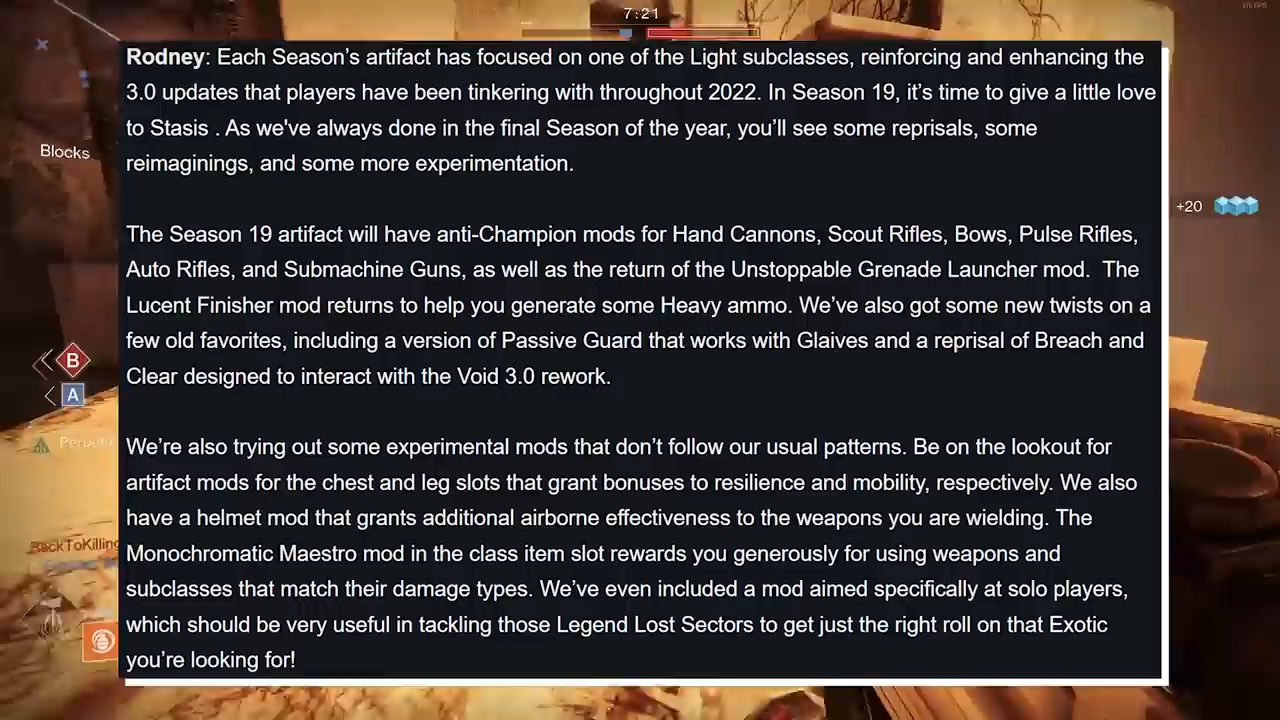 7:21
Rodney: Each Season’s artifact has focused on one of the Light subclasses, reinforcing and enhancing the
3.0 updates that players have been tinkering with throughout 2022. In Season 19, it’s time to give a little love
to Stasis . As we've always done in the final Season of the year, you’ll see some reprisals, some
reimaginings, and some more experimentation.
Blocks
+20
The Season 19 artifact will have anti-Champion mods for Hand Cannons, Scout Rifles, Bows, Pulse Rifles,
Auto Rifles, and Submachine Guns, as well as the return of the Unstoppable Grenade Launcher mod.  The
Lucent Finisher mod returns to help you generate some Heavy ammo. We’ve also got some new twists on a
few old favorites, including a version of Passive Guard that works with Glaives and a reprisal of Breach and
Clear designed to interact with the Void 3.0 rework.
B
A
We’re also trying out some experimental mods that don’t follow our usual patterns. Be on the lookout for
artifact mods for the chest and leg slots that grant bonuses to resilience and mobility, respectively. We also
have a helmet mod that grants additional airborne effectiveness to the weapons you are wielding. The
Monochromatic Maestro mod in the class item slot rewards you generously for using weapons and
subclasses that match their damage types. We’ve even included a mod aimed specifically at solo players,
which should be very useful in tackling those Legend Lost Sectors to get just the right roll on that Exotic
you’re looking for!
BackToKilling